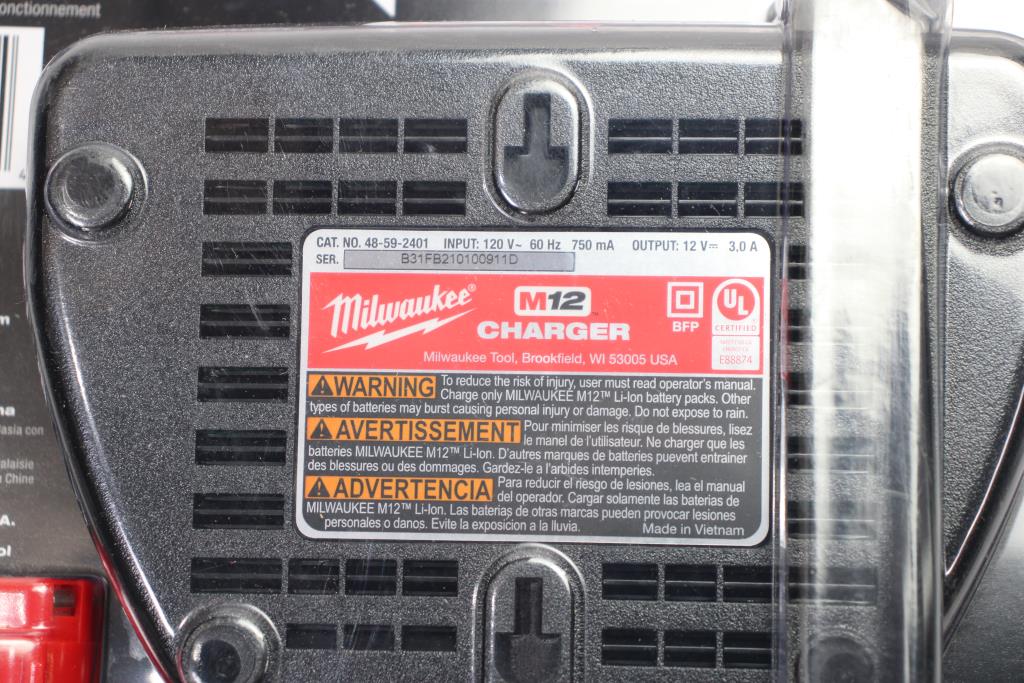 onctionnement
4
CAT. NO. 48-59-2401 INPUT: 120 V~ 60 Hz 750 mA OUTPUT: 12 V⎓ 3,0 A
SER. B31FB210100911D
Milwaukee®
M12™
CHARGER
BFP
UL
CERTIFIED
E88874
Milwaukee Tool, Brookfield, WI 53005 USA
WARNING To reduce the risk of injury, user must read operator's manual.
Charge only MILWAUKEE M12™ Li-Ion battery packs. Other
types of batteries may burst causing personal injury or damage. Do not expose to rain.
AVERTISSEMENT Pour minimiser les risque de blessures, lisez
le manel de l'utilisateur. Ne charger que les
batteries MILWAUKEE M12™ Li-Ion. D'autres marques de batteries puevent entrainer
des blessures ou des dommages. Gardez-le a l'arbides intemperies.
ADVERTENCIA Para reducir el riesgo de lesiones, lea el manual
del operador. Cargar solamente las baterias de
MILWAUKEE M12™ Li-Ion. Las baterias de otras marcas pueden provocar lesiones
personales o danos. Evite la exposicion a la lluvia. Made in Vietnam
m
na
lasia con
alaisie
Chine
A.
ol